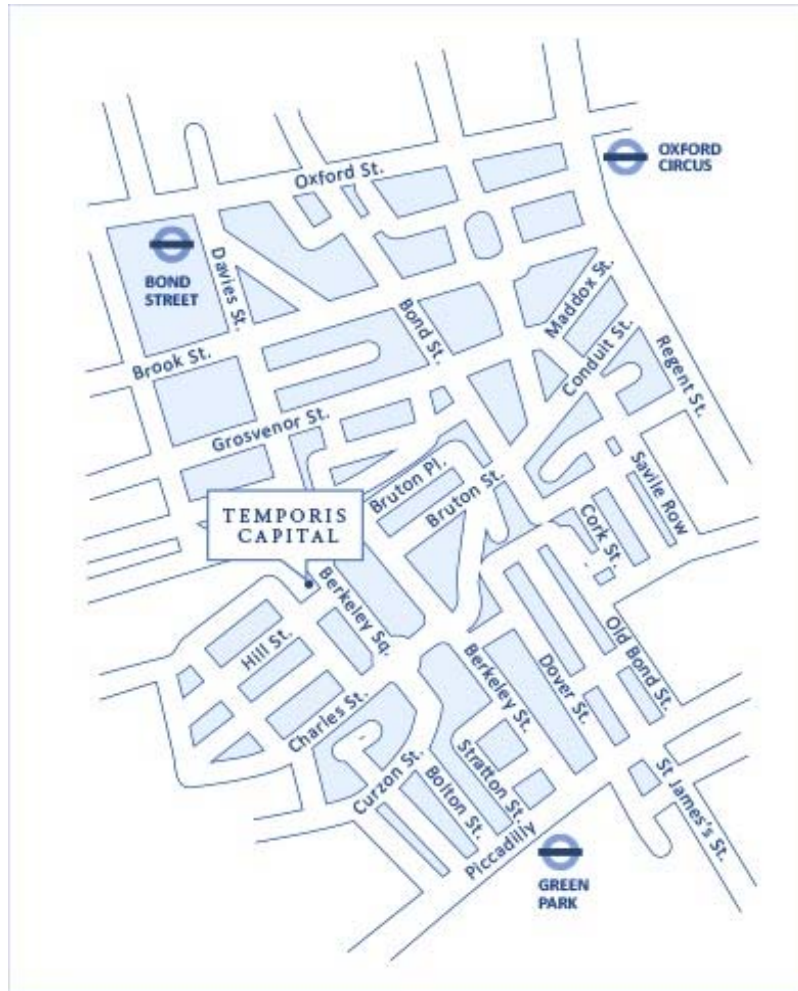 Oxford St.
OXFORD
CIRCUS
BOND
STREET
Davies St.
Maddox St.
Bond St.
Conduit St.
Regent St.
Brook St.
Grosvenor St.
Bruton Pl.
Bruton St.
Savile Row
Cork St.
TEMPORIS
CAPITAL
Berkeley Sq.
Hill St.
Old Bond St.
Berkeley St.
Dover St.
Charles St.
Stratton St.
Curzon St.
Bolton St.
St James's St.
Piccadilly
GREEN
PARK